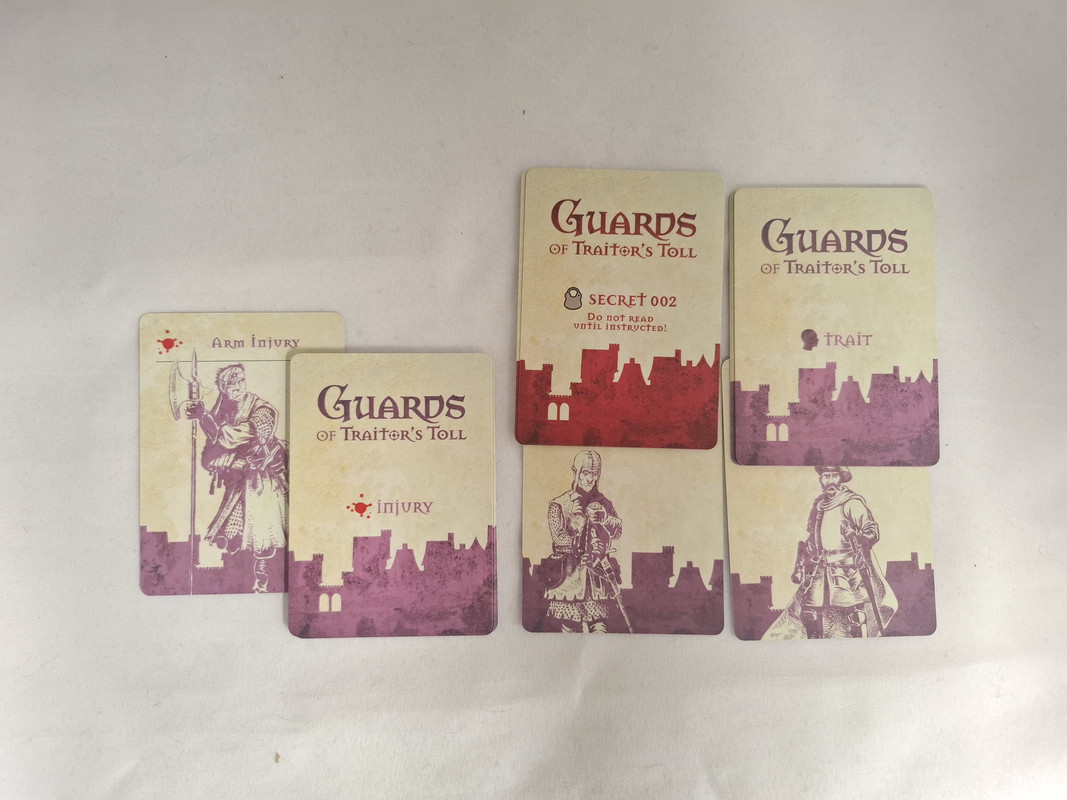 Arm Injury
Guards
of Traitor's Toll
injury
Guards
of Traitor's Toll
Secret 002
Do not read
until instructed!
Guards
of Traitor's Toll
Trait